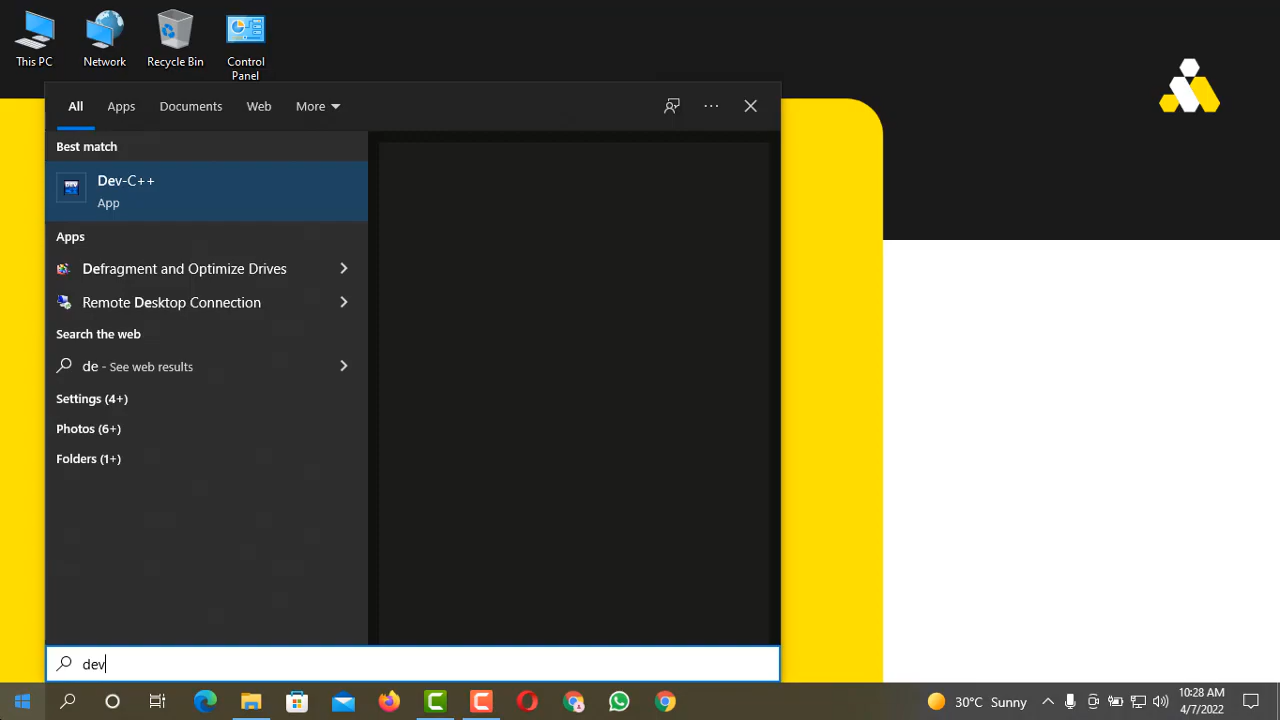 This PC
Network
Recycle Bin
Control
Panel
All
Apps
Documents
Web
More
Best match
Dev-C++
App
Apps
Defragment and Optimize Drives
Remote Desktop Connection
Search the web
de - See web results
Settings (4+)
Photos (6+)
Folders (1+)
dev
30°C Sunny
10:28 AM
4/7/2022